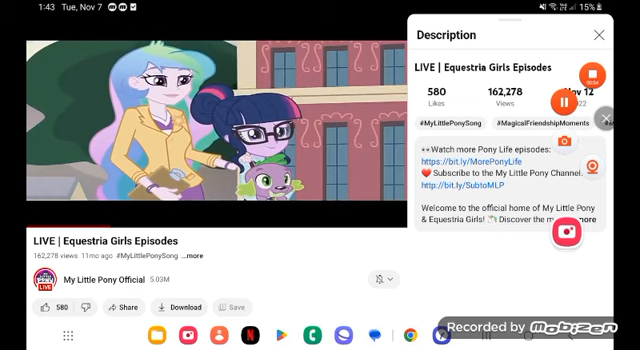 1:43 Tue, Nov 7
15%
Description
LIVE | Equestria Girls Episodes
580
162,278
Nov 12
Likes
Views
#MyLittlePonySong
#MagicalFriendshipMoments
Watch more Pony Life episodes:
https://bit.ly/MorePonyLife
Subscribe to the My Little Pony Channel:
http://bit.ly/SubtoMLP
Welcome to the official home of My Little Pony
& Equestria Girls! Discover the
LIVE | Equestria Girls Episodes
162,278 views 11mo ago #MyLittlePonySong ...more
LIVE
My Little Pony Official 5.03M
580
Share
Download
Save
Recorded by mobizen